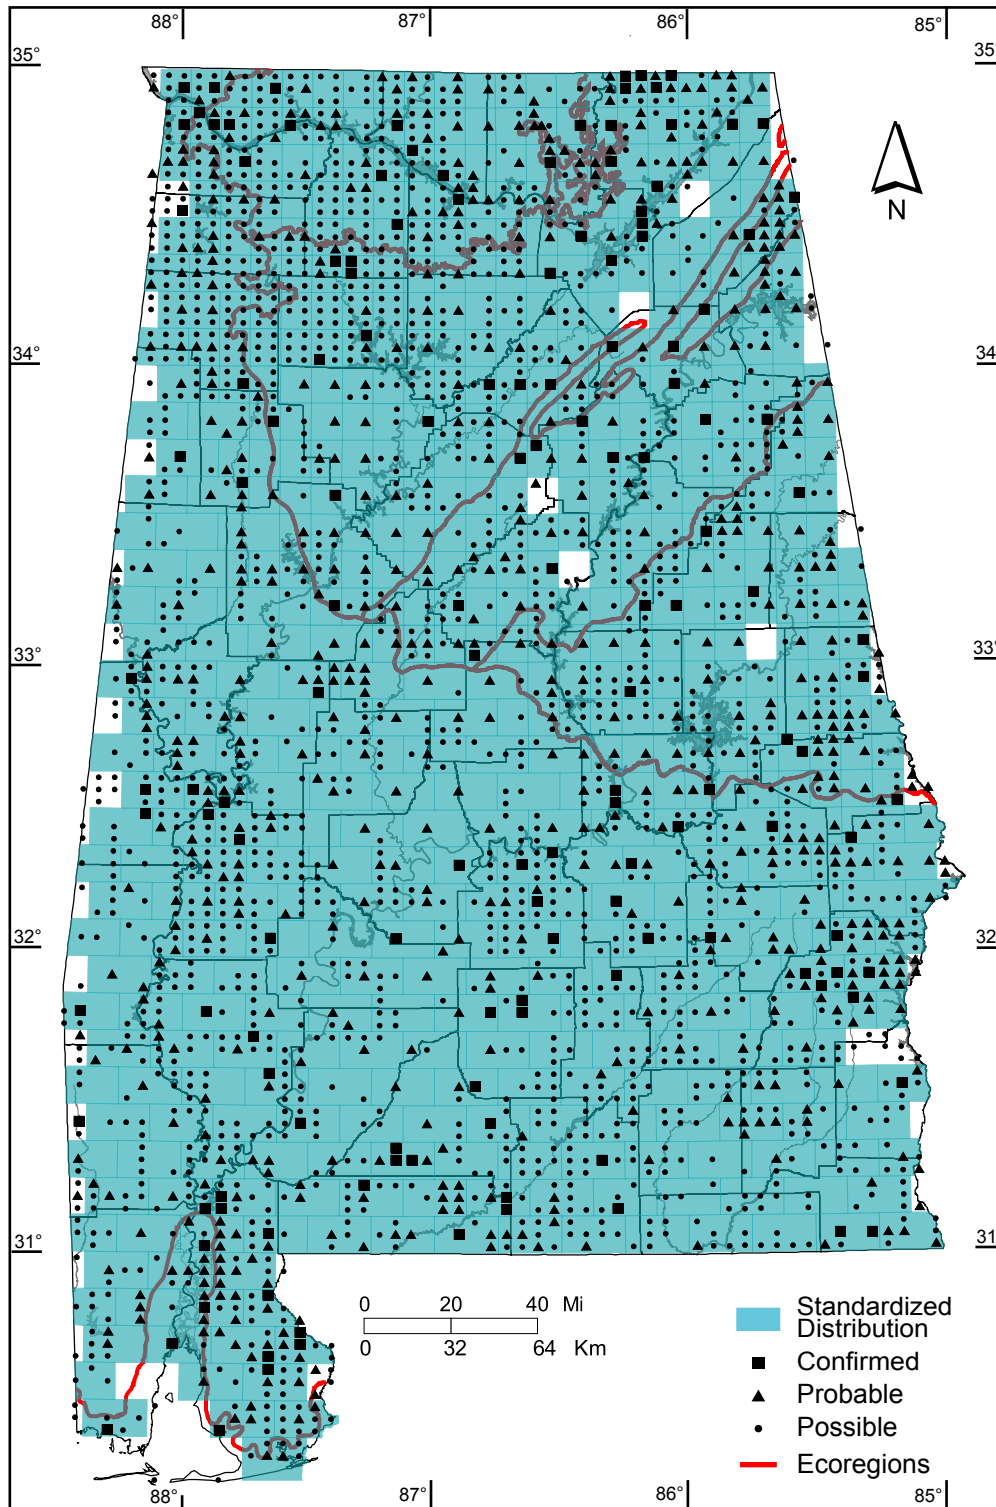 88° 87° 86° 85°
35° 35°
N
34° 34
33° 33°
32° 32
31° 31
0 20 40 Mi
0 32 64 Km
Standardized
Distribution
Confirmed
Probable
Possible
Ecoregions
88° 87° 86° 85°